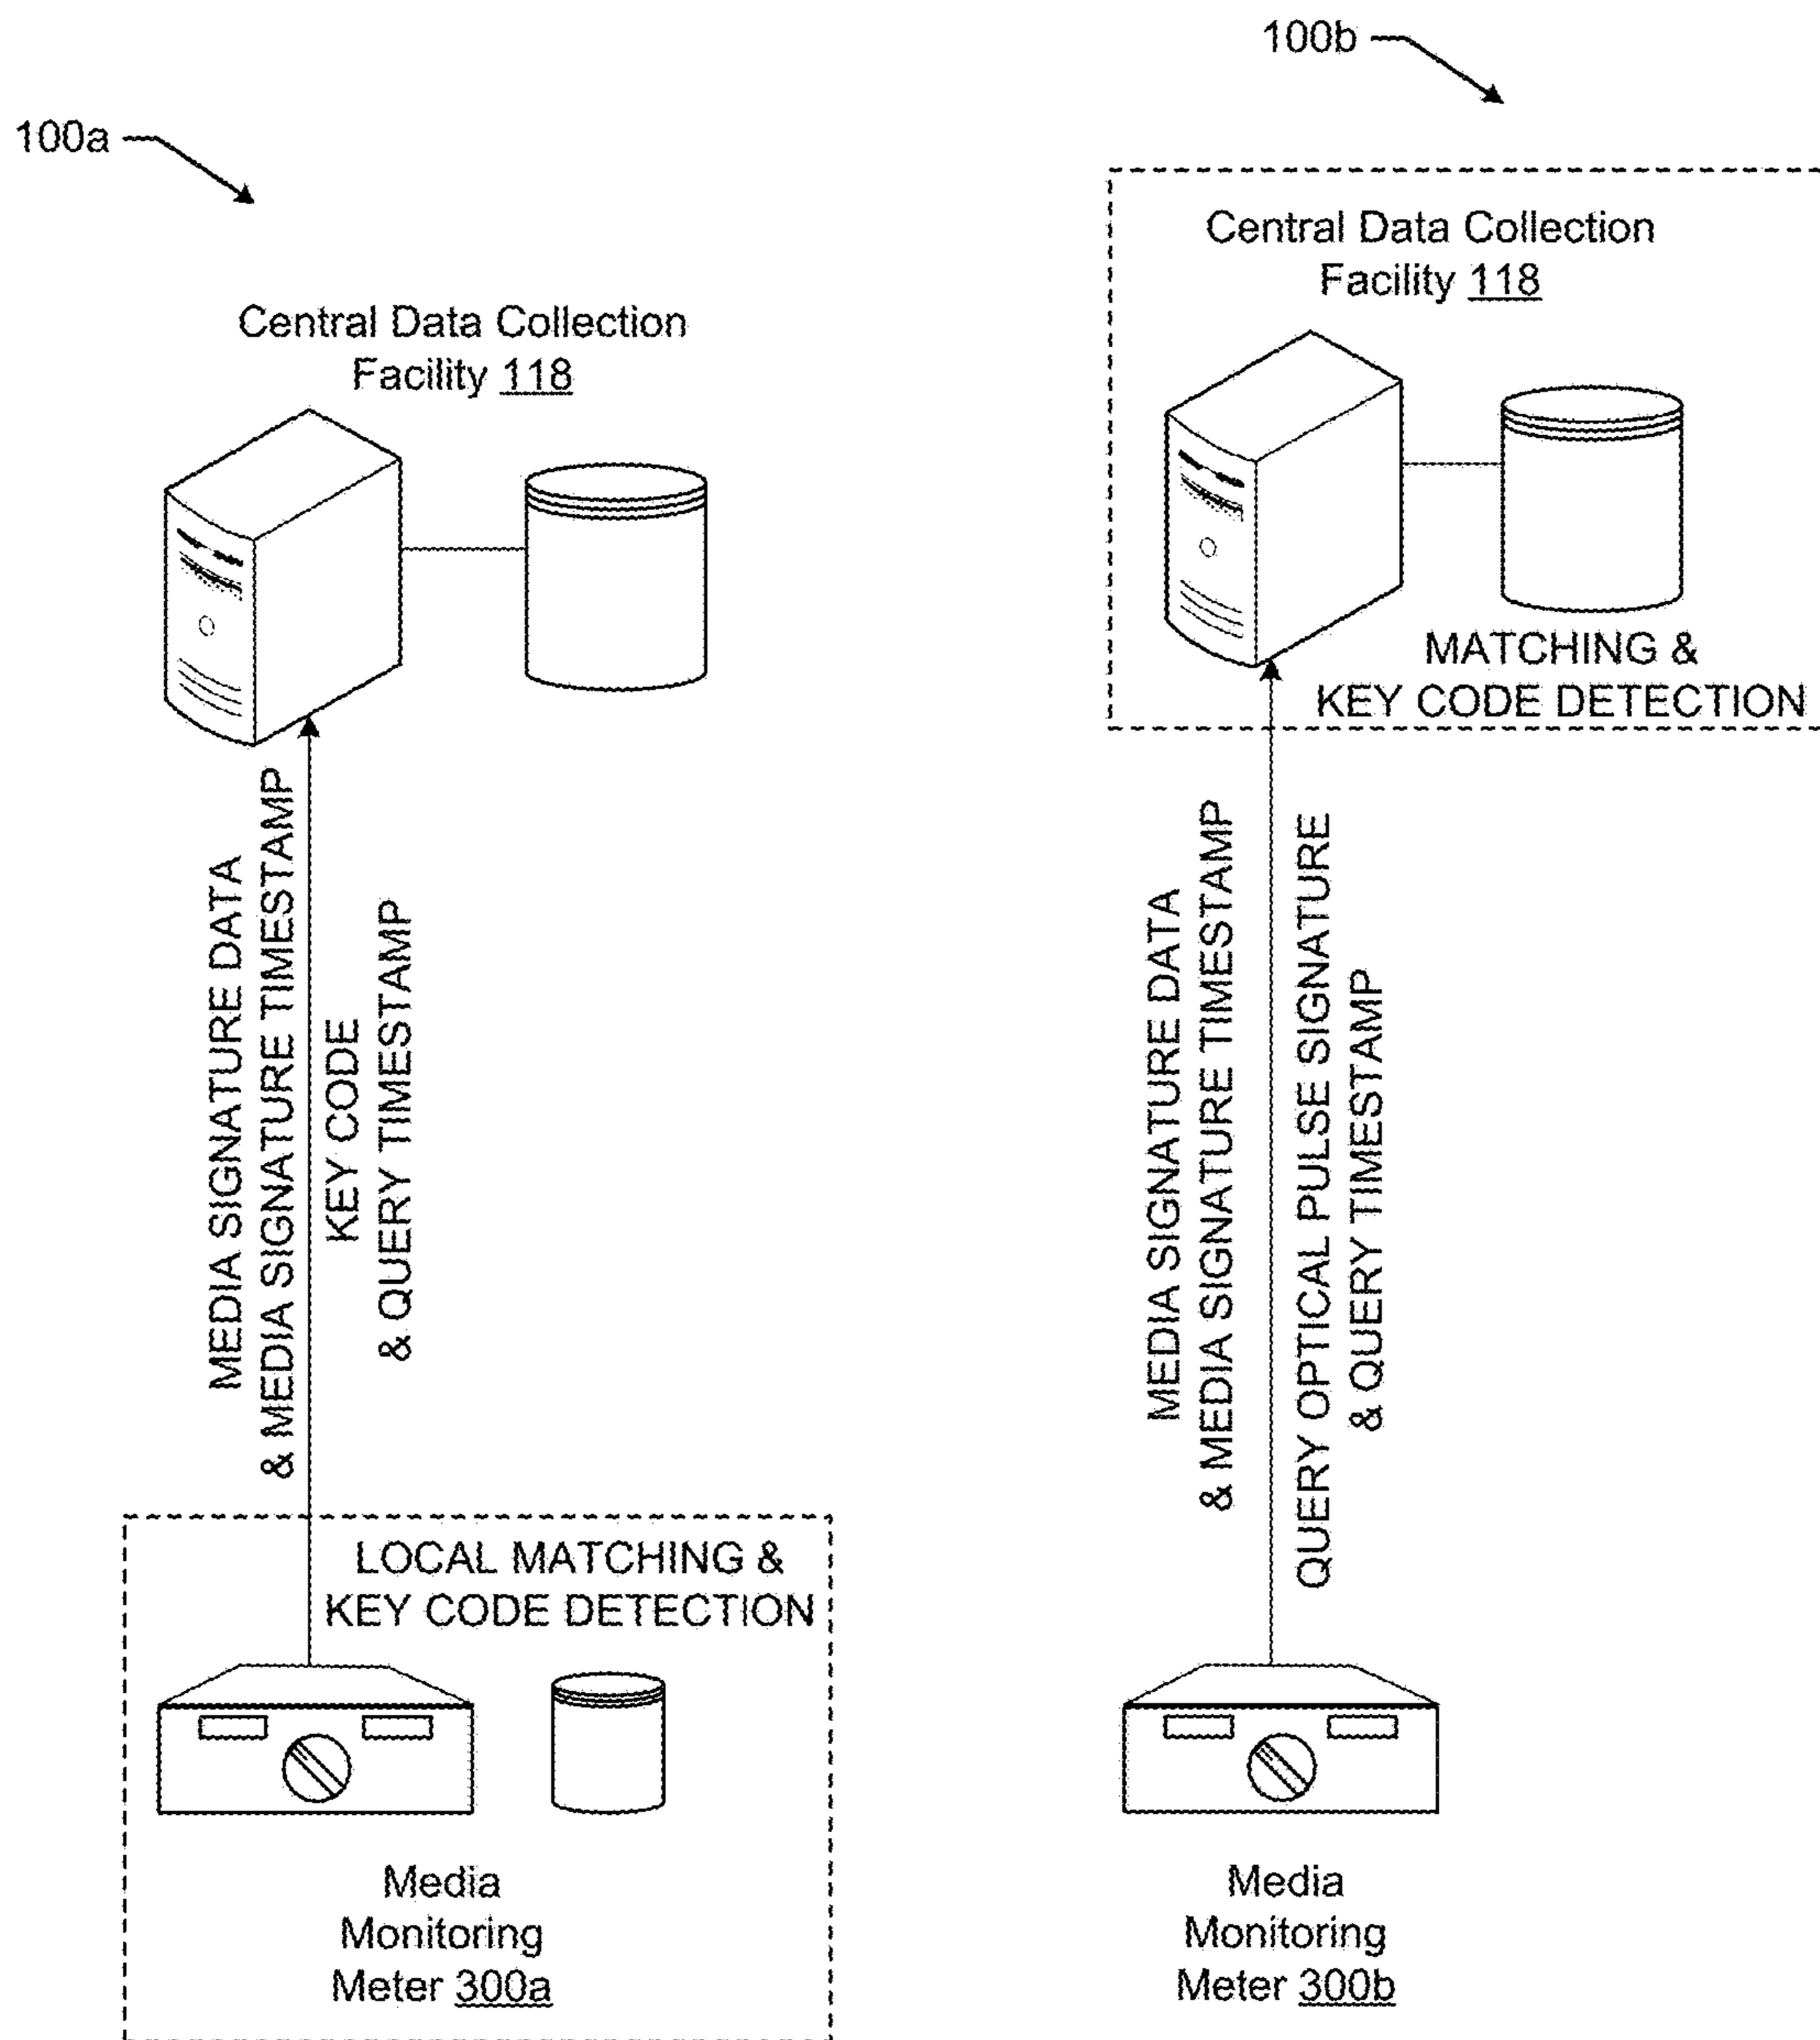 100a
Central Data Collection
Facility 118
MEDIA SIGNATURE DATA
& MEDIA SIGNATURE TIMESTAMP
KEY CODE
& QUERY TIMESTAMP
LOCAL MATCHING &
KEY CODE DETECTION
Media
Monitoring
Meter 300a
100b
Central Data Collection
Facility 118
MATCHING &
KEY CODE DETECTION
MEDIA SIGNATURE DATA
& MEDIA SIGNATURE TIMESTAMP
QUERY OPTICAL PULSE SIGNATURE
& QUERY TIMESTAMP
Media
Monitoring
Meter 300b